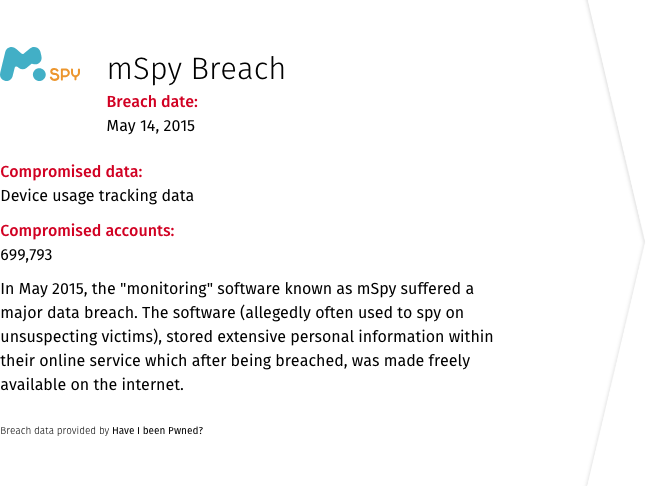 SPY
mSpy Breach
Breach date:
May 14, 2015
Compromised data:
Device usage tracking data
Compromised accounts:
699,793
In May 2015, the "monitoring" software known as mSpy suffered a
major data breach. The software (allegedly often used to spy on
unsuspecting victims), stored extensive personal information within
their online service which after being breached, was made freely
available on the internet.
Breach data provided by Have I been Pwned?